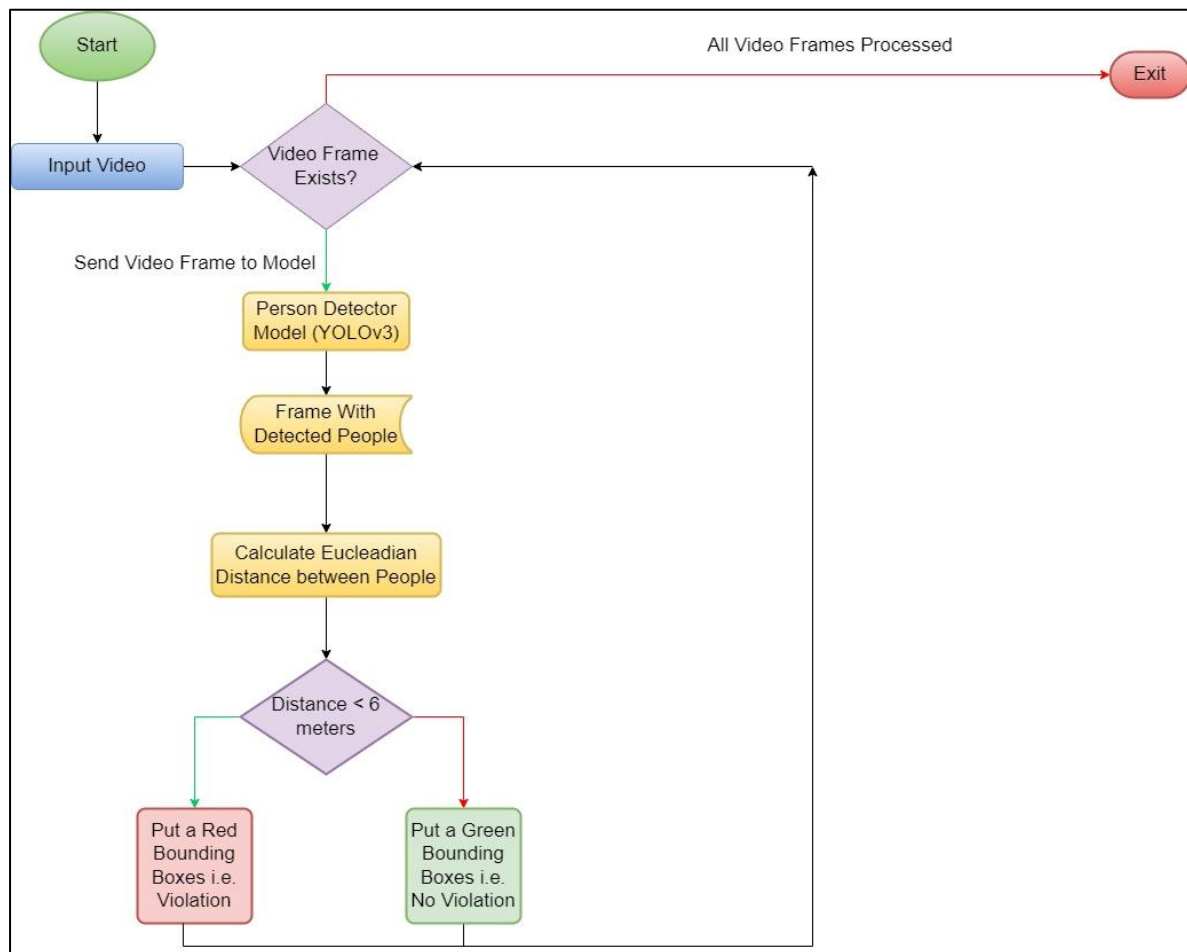 Start
All Video Frames Processed
Exit
Input Video
Video Frame
Exists?
Send Video Frame to Model
Person Detector
Model (YOLOv3)
Frame With
Detected People
Calculate Eucleadian
Distance between People
Distance < 6
meters
Put a Red
Bounding
Boxes i.e.
Violation
Put a Green
Bounding
Boxes i.e.
No Violation